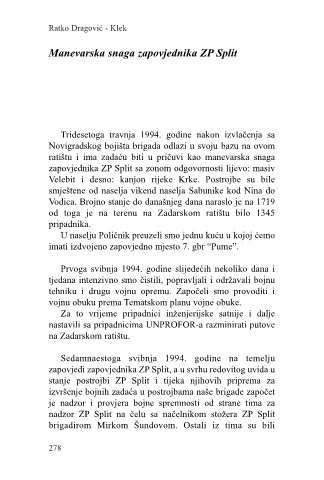 Ratko Dragović - Klek
Manevarska snaga zapovjednika ZP Split
Tridesetoga travnja 1994. godine nakon izvlačenja sa
Novigradskog bojišta brigada odlazi u svoju bazu na ovom
ratištu i ima zadaću biti u pričuvi kao manevarska snaga
zapovjednika ZP Split sa zonom odgovornosti lijevo: masiv
Velebit i desno: kanjon rijeke Krke. Postrojbe su bile
smještene od naselja vikend naselja Sabunike kod Nina do
Vodica. Brojno stanje do današnjeg dana naraslo je na 1719
od toga je na terenu na Zadarskom ratištu bilo 1345
pripadnika.
U naselju Poličnik preuzeli smo jednu kuću u kojoj ćemo
imati izdvojeno zapovjedno mjesto 7. gbr “Pume”.
Prvoga svibnja 1994. godine slijedećih nekoliko dana i
tjedana intenzivno smo čistili, popravljali i održavali bojnu
tehniku i drugu vojnu opremu. Započeli smo provoditi i
vojnu obuku prema Tematskom planu vojne obuke.
Za to vrijeme pripadnici inženjerijske satnije i dalje
nastavili sa pripadnicima UNPROFOR-a razminirati putove
na Zadarskom ratištu.
Sedamnaestoga svibnja 1994. godine na temelju
zapovjedi zapovjednika ZP Split, a u svrhu redovitog uvida u
stanje postrojbi ZP Split i tijeka njihovih priprema za
izvršenje bojnih zadaća u postrojbama naše brigade započet
je nadzor i provjera bojne spremnosti od strane tima za
nadzor ZP Split na čelu sa načelnikom stožera ZP Split
brigadirom Mirkom Šundovom. Ostali iz tima su bili
278